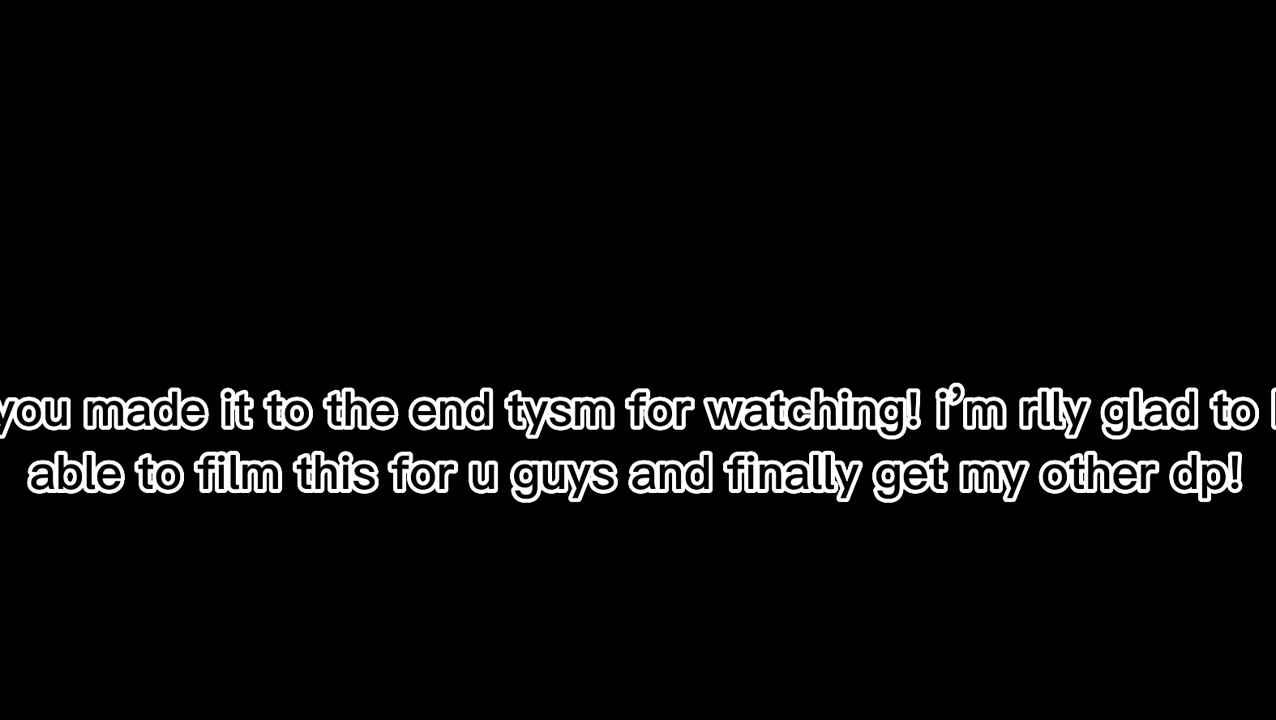 you made it to the end tysm for watching! i’m rlly glad to
able to film this for u guys and finally get my other dp!